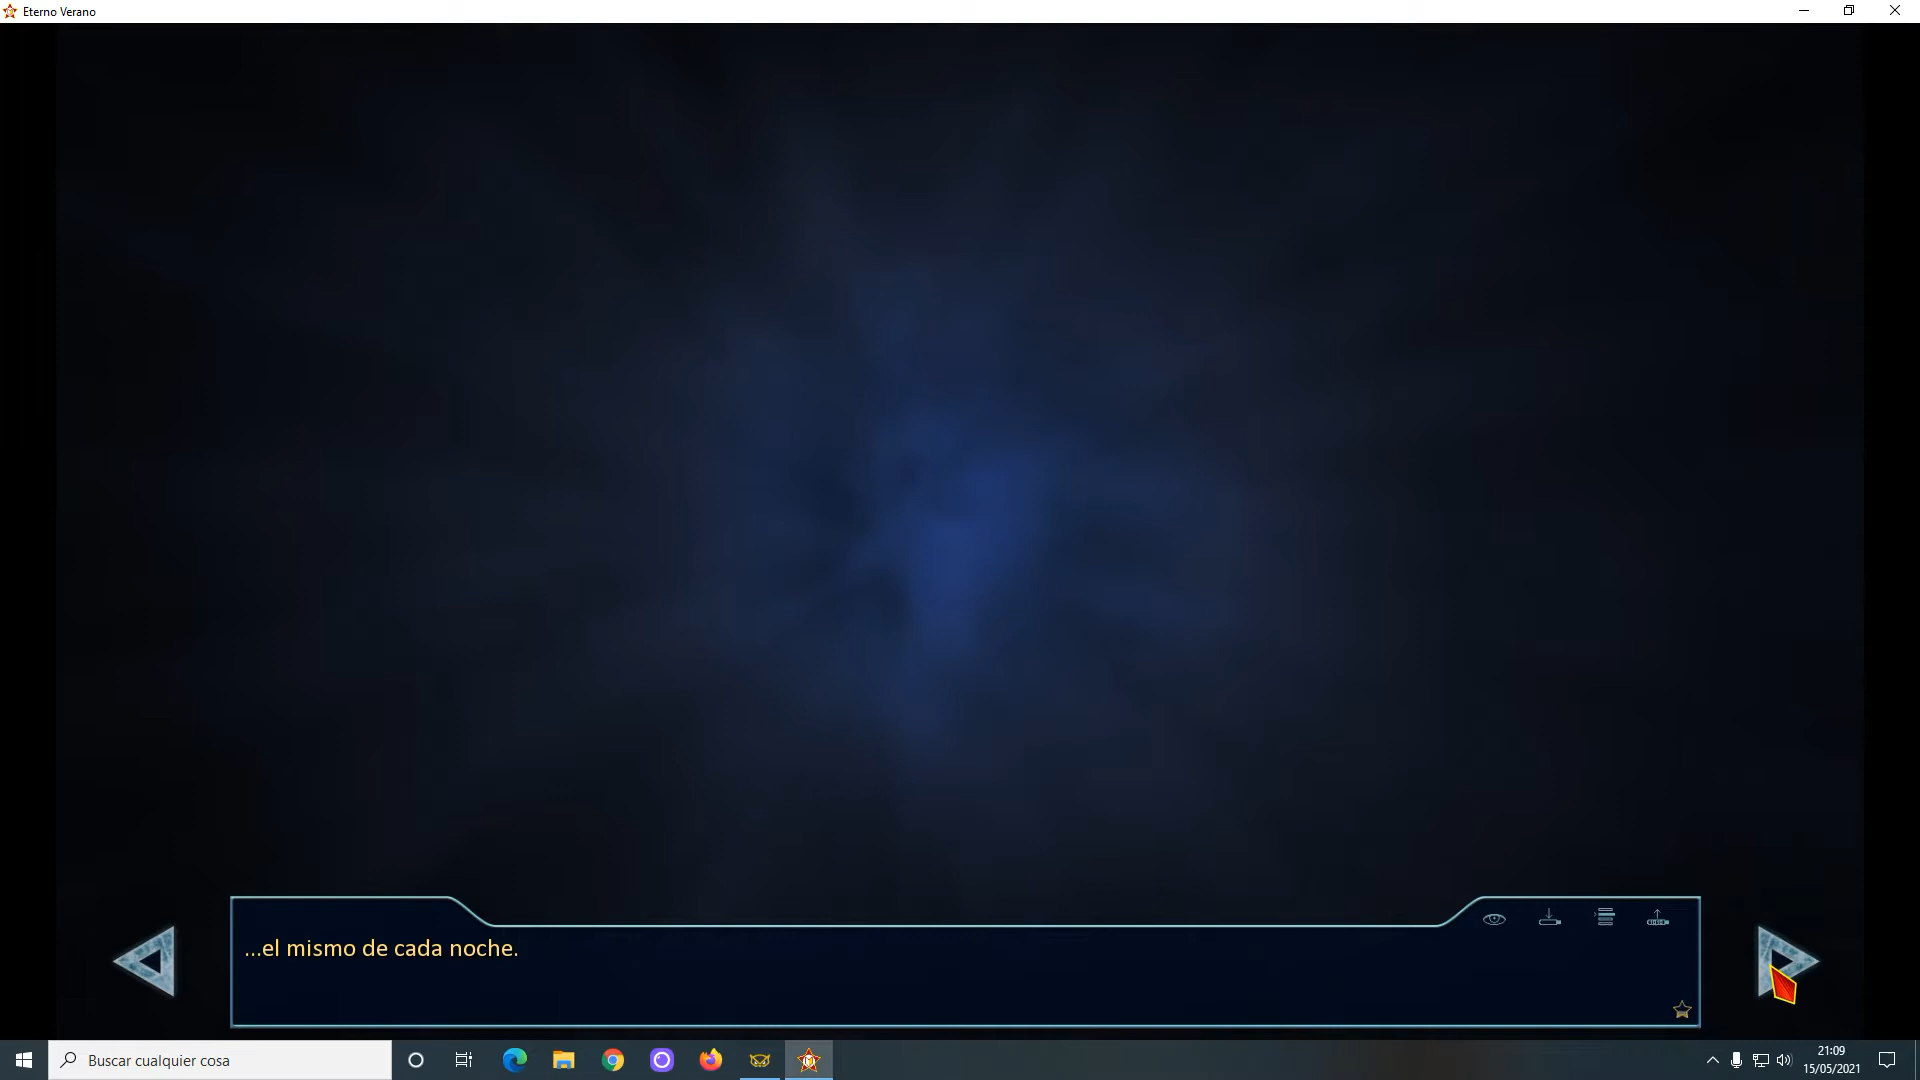 Eterno Verano
...el mismo de cada noche.
Buscar cualquier cosa
21:09
15/05/2021